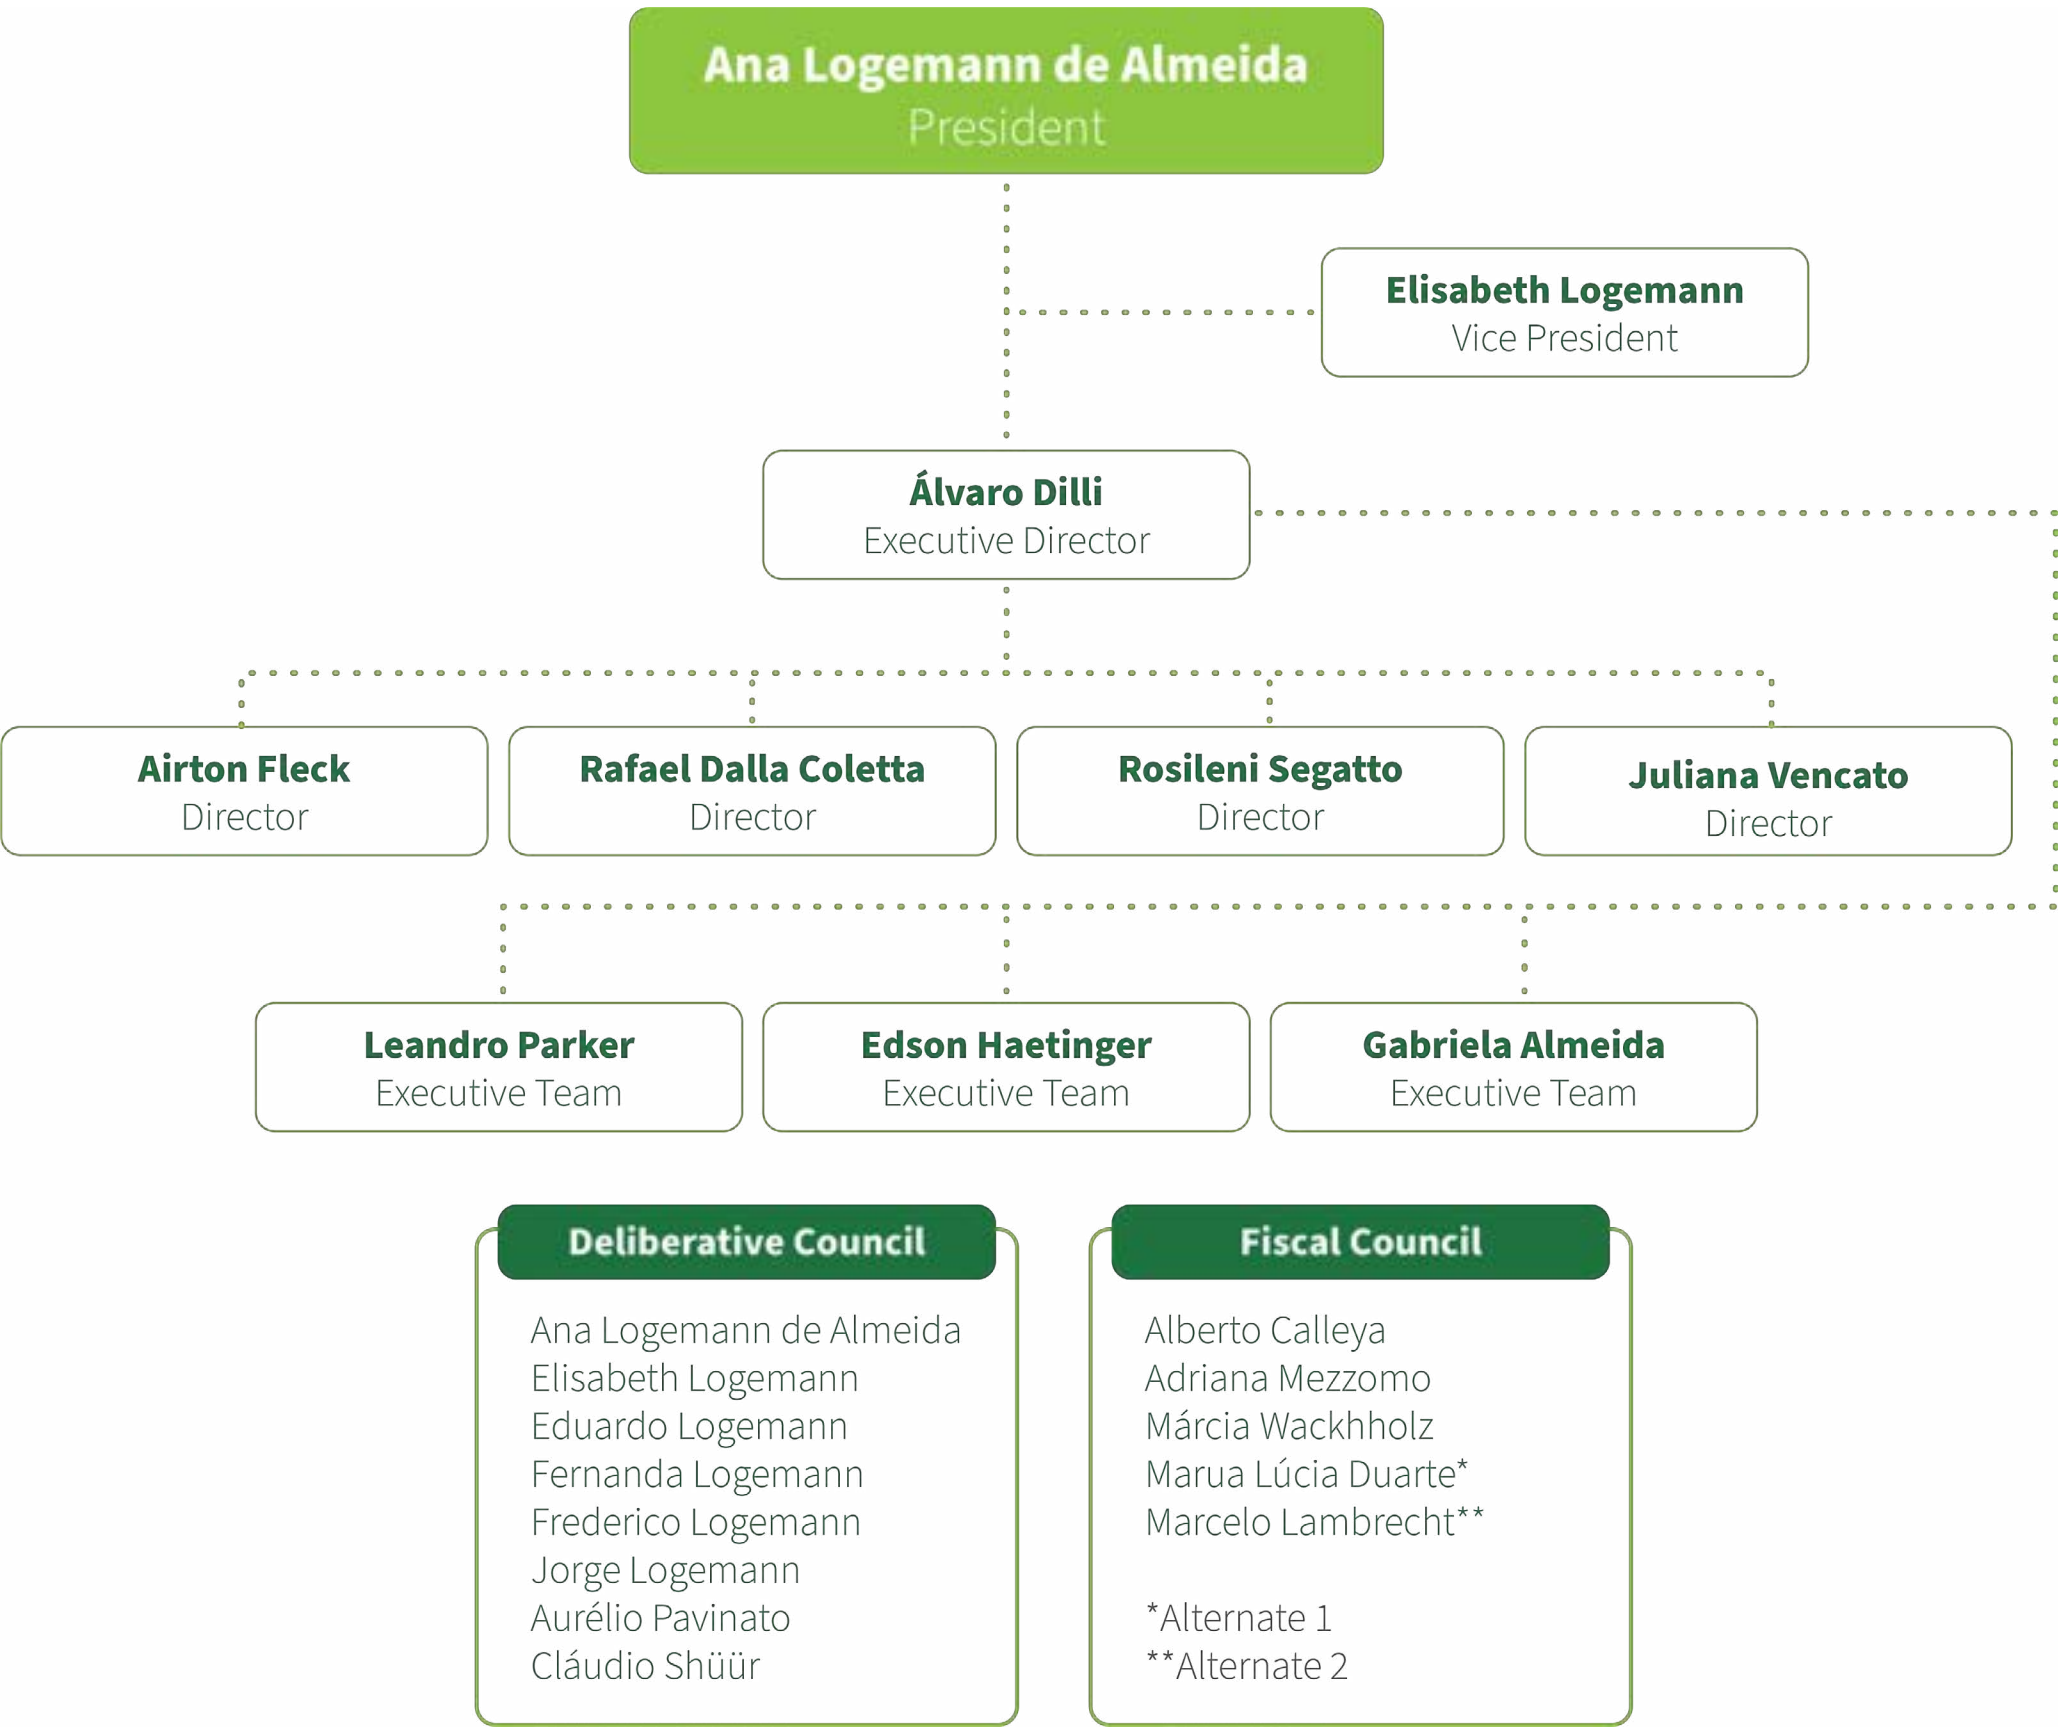 Ana Logemann de Almeida
President
Elisabeth Logemann
Vice President
Álvaro Dilli
Executive Director
Airton Fleck
Director
Rafael Dalla Coletta
Director
Rosileni Segatto
Director
Juliana Vencato
Director
Leandro Parker
Executive Team
Edson Haetinger
Executive Team
Gabriela Almeida
Executive Team
Deliberative Council
Ana Logemann de Almeida
Elisabeth Logemann
Eduardo Logemann
Fernanda Logemann
Frederico Logemann
Jorge Logemann
Aurélio Pavinato
Cláudio Shüür
Fiscal Council
Alberto Calleya
Adriana Mezzomo
Márcia Wackhholz
Marua Lúcia Duarte*
Marcelo Lambrecht**
*Alternate 1
**Alternate 2